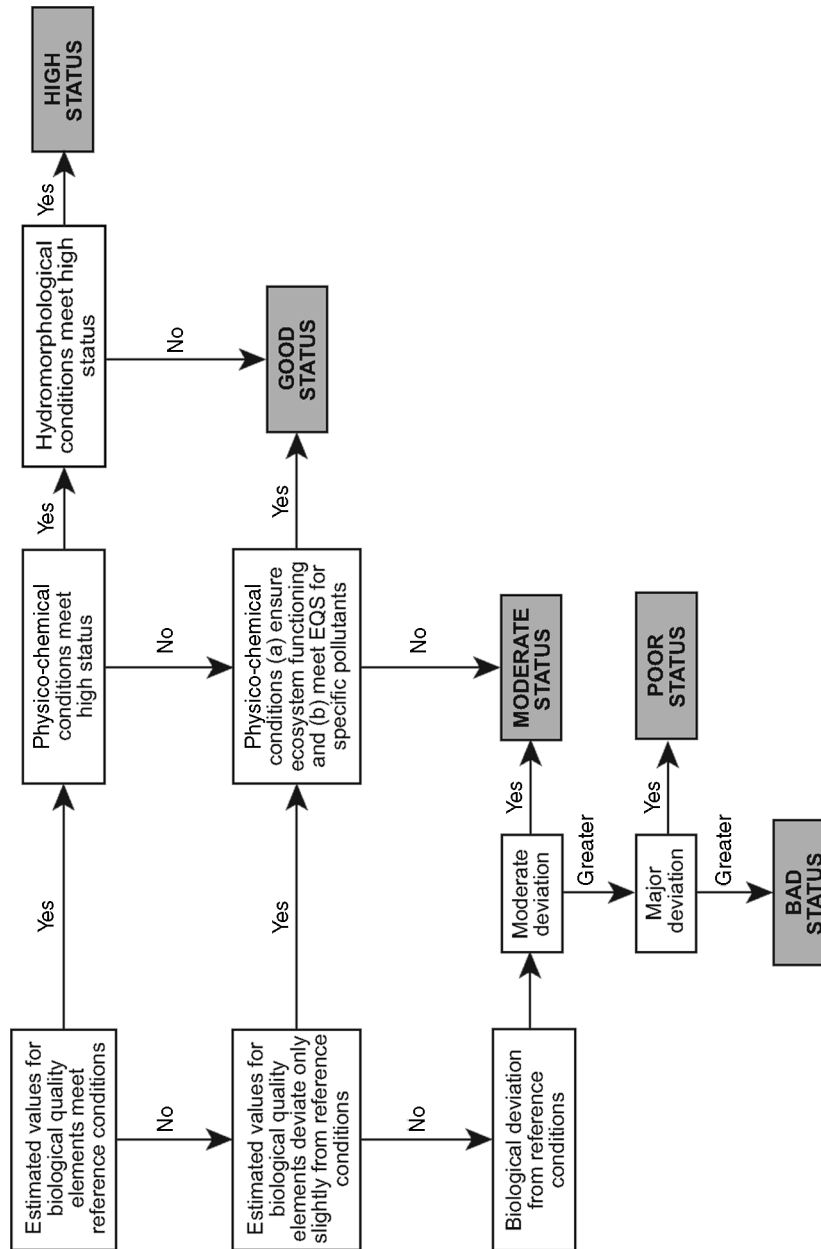 Estimated values for
biological quality
elements meet
reference conditions
Yes
Physico-chemical
conditions meet
high status
Yes
Hydromorphological
conditions meet high
status
Yes
HIGH
STATUS
No
No
No
Estimated values for
biological quality
elements deviate only
slightly from reference
conditions
Yes
Physico-chemical
conditions (a) ensure
ecosystem functioning
and (b) meet EQS for
specific pollutants
Yes
GOOD
STATUS
No
No
Biological deviation
from reference
conditions
Moderate
deviation
Yes
MODERATE
STATUS
Greater
Major
deviation
Yes
POOR
STATUS
Greater
BAD
STATUS